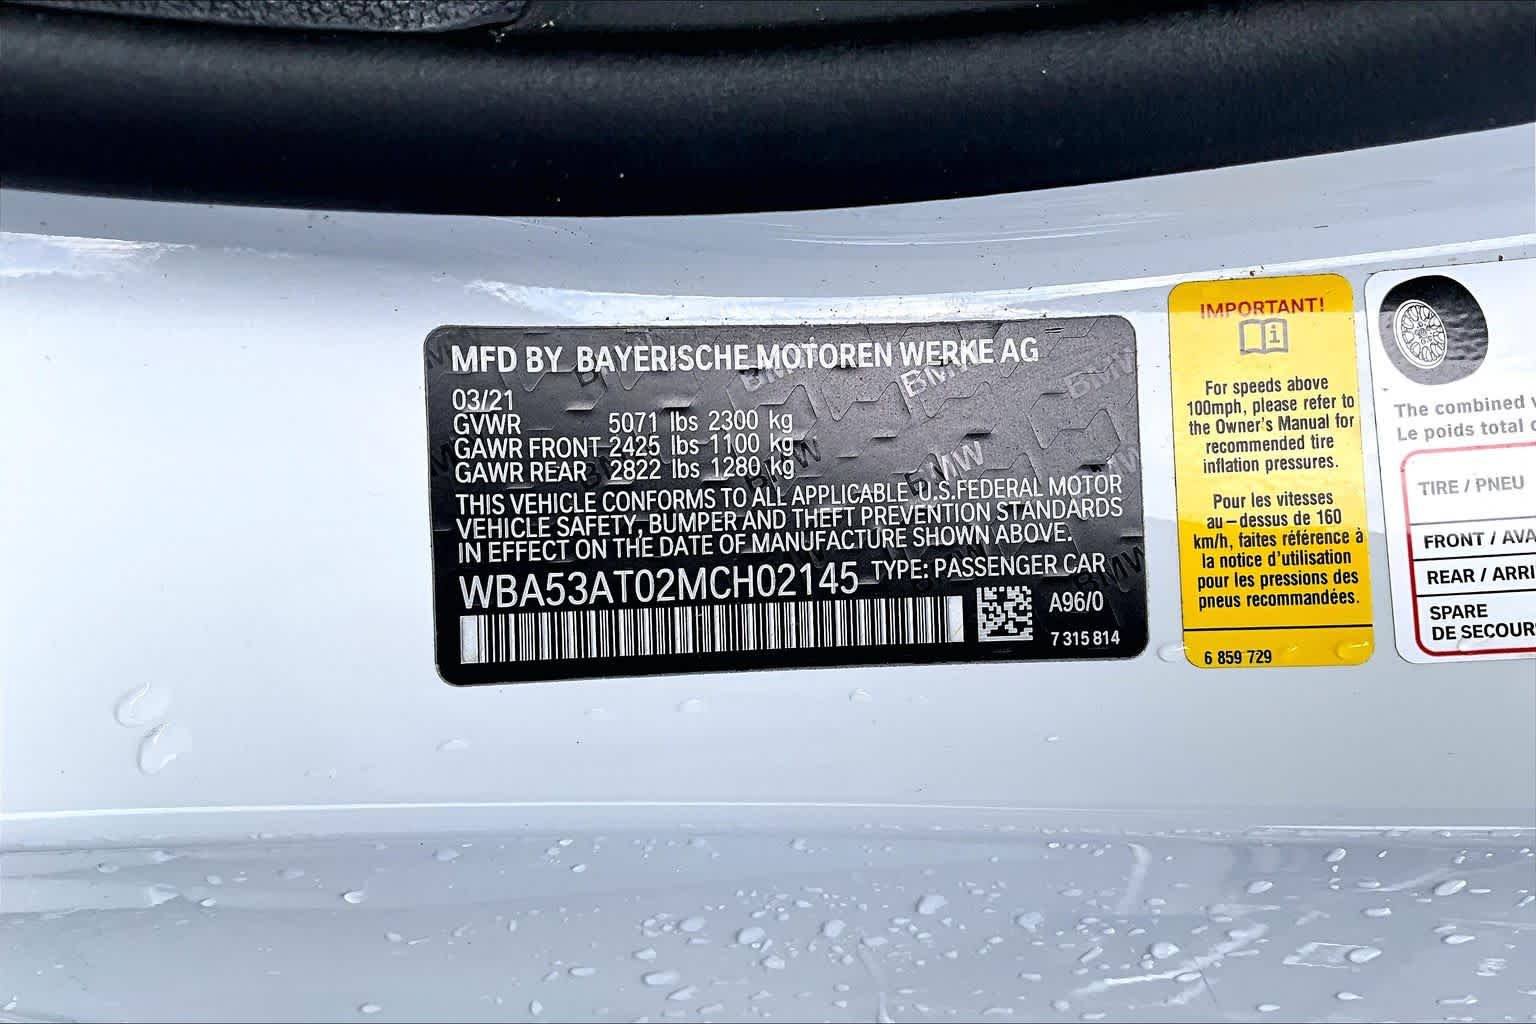 MFD BY BAYERISCHE MOTOREN WERKE AG
03/21
GVWR 5071 lbs 2300 kg
GAWR FRONT 2425 lbs 1100 kg
GAWR REAR 2822 lbs 1280 kg
THIS VEHICLE CONFORMS TO ALL APPLICABLE U.S.FEDERAL MOTOR
VEHICLE SAFETY, BUMPER AND THEFT PREVENTION STANDARDS
IN EFFECT ON THE DATE OF MANUFACTURE SHOWN ABOVE.
WBA53AT02MCH02145 TYPE: PASSENGER CAR
A96/0
7 315 814
IMPORTANT!
i
For speeds above
100mph, please refer to
the Owner's Manual for
recommended tire
inflation pressures.
Pour les vitesses
au – dessus de 160
km/h, faites référence à
la notice d'utilisation
pour les pressions des
pneus recommandées.
6 859 729
The combined
Le poids total
TIRE / PNEU
FRONT / AVA
REAR / ARRI
SPARE
DE SECOUR